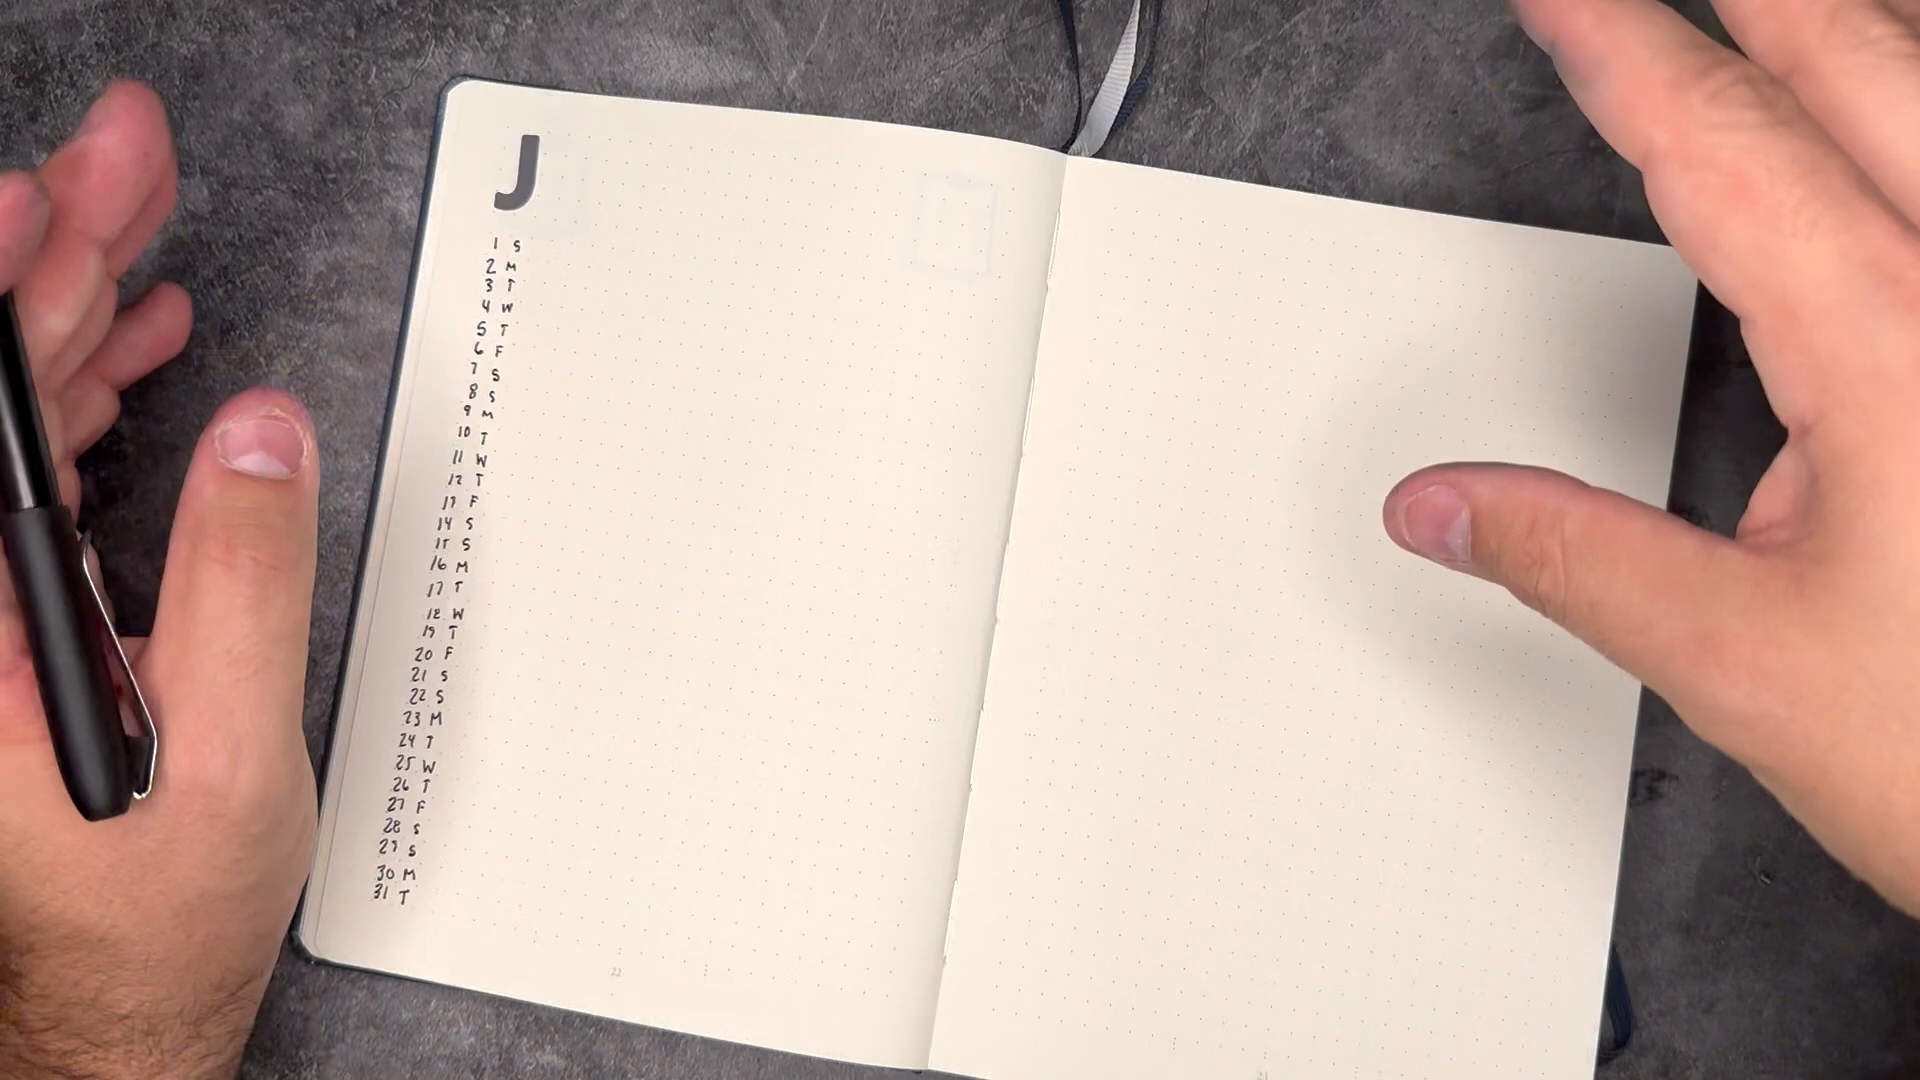 J
1 S
2 M
3 T
4 W
5 T
6 F
7 S
8 S
9 M
10 T
11 W
12 T
13 F
14 S
15 S
16 M
17 T
18 W
19 T
20 F
21 S
22 S
23 M
24 T
25 W
26 T
27 F
28 S
29 S
30 M
31 T
22